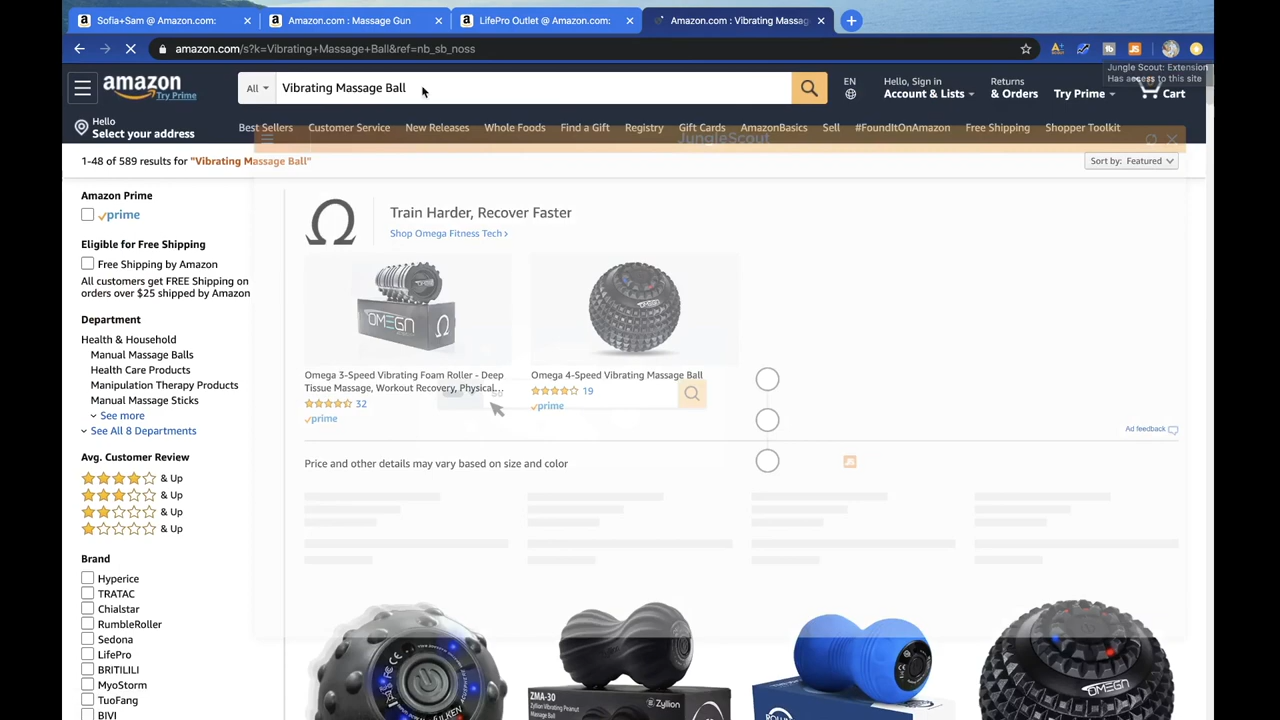 Sofia+Sam @ Amazon.com:
Amazon.com : Massage Gun
LifePro Outlet @ Amazon.com:
Amazon.com : Vibrating Massag
amazon.com/s?k=Vibrating+Massage+Ball&ref=nb_sb_noss
Jungle Scout: Extension
Has access to this site
amazon
Try Prime
All
Vibrating Massage Ball
EN
Hello, Sign in
Account & Lists
Returns
& Orders
Try Prime
Cart
Hello
Select your address
Best Sellers
Customer Service
New Releases
Whole Foods
Find a Gift
Registry
Gift Cards
AmazonBasics
Sell
#FoundItOnAmazon
Free Shipping
Shopper Toolkit
JungleScout
1-48 of 589 results for "Vibrating Massage Ball"
Sort by: Featured
Amazon Prime
prime
Eligible for Free Shipping
Free Shipping by Amazon
All customers get FREE Shipping on
orders over $25 shipped by Amazon
Department
Health & Household
Manual Massage Balls
Health Care Products
Manipulation Therapy Products
Manual Massage Sticks
See more
See All 8 Departments
Avg. Customer Review
& Up
& Up
& Up
& Up
Brand
Hyperice
TRATAC
Chialstar
RumbleRoller
Sedona
LifePro
BRITILILI
MyoStorm
TuoFang
BIVI
Train Harder, Recover Faster
Shop Omega Fitness Tech ›
OMEGA
OMEGA
Omega 3-Speed Vibrating Foam Roller - Deep
Tissue Massage, Workout Recovery, Physical...
32
prime
Omega 4-Speed Vibrating Massage Ball
19
prime
JS
Ad feedback
Price and other details may vary based on size and color
ZMA-30
Zyllion Vibrating Peanut
Massage Ball
Zyllion
OMEGA